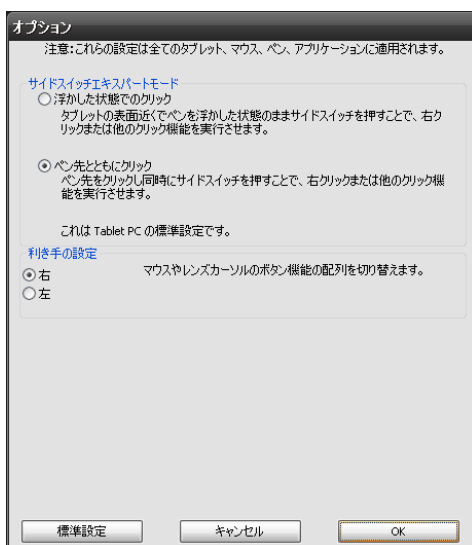 オプション
注意：これらの設定は全てのタブレット、マウス、ペン、アプリケーションに適用されます。
サイドスイッチエキスパートモード
浮かした状態でのクリック
タブレットの表面近くでペンを浮かした状態のままサイドスイッチを押すことで、右ク
リックまたは他のクリック機能を実行させます。
ペン先とともにクリック
ペン先をクリックし同時にサイドスイッチを押すことで、右クリックまたは他のクリック機
能を実行させます。
これは Tablet PC の標準設定です。
利き手の設定
右 マウスやレンズカーソルのボタン機能の配列を切り替えます。
左
標準設定 キャンセル OK